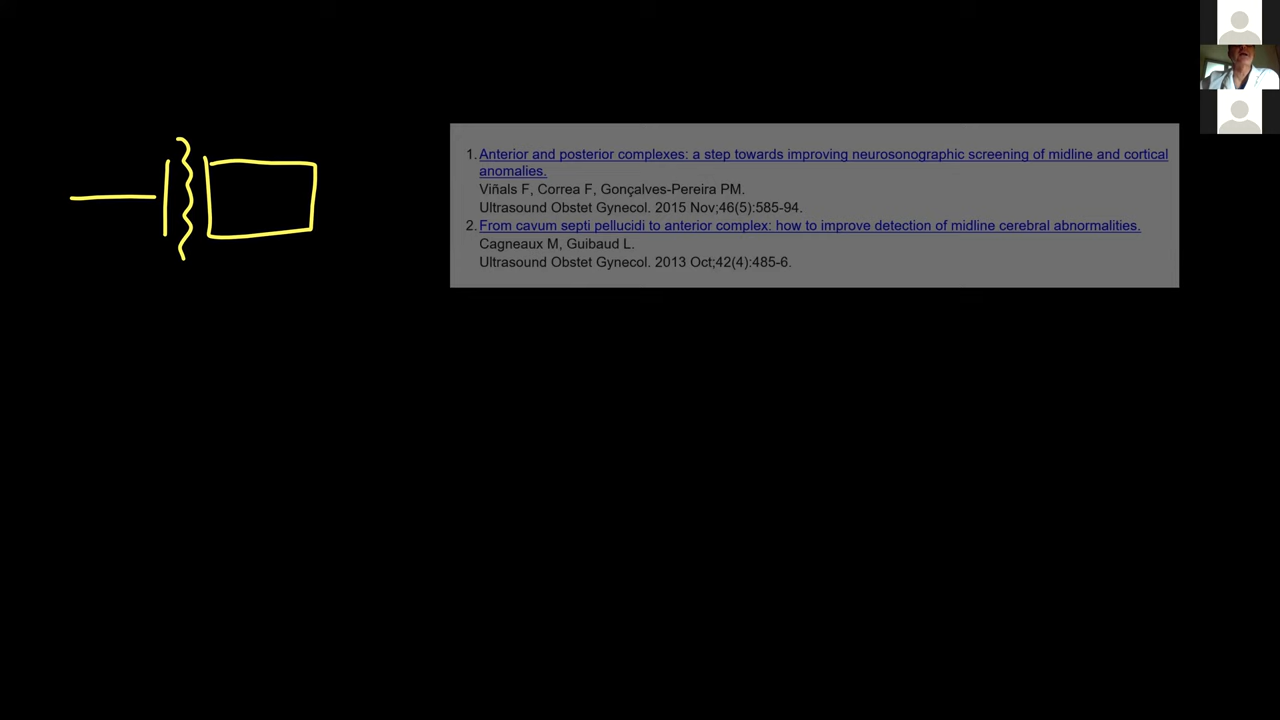 1. Anterior and posterior complexes: a step towards improving neurosonographic screening of midline and cortical
anomalies.
Viñals F, Correa F, Gonçalves-Pereira PM.
Ultrasound Obstet Gynecol. 2015 Nov;46(5):585-94.
2. From cavum septi pellucidi to anterior complex: how to improve detection of midline cerebral abnormalities.
Cagneaux M, Guibaud L.
Ultrasound Obstet Gynecol. 2013 Oct;42(4):485-6.